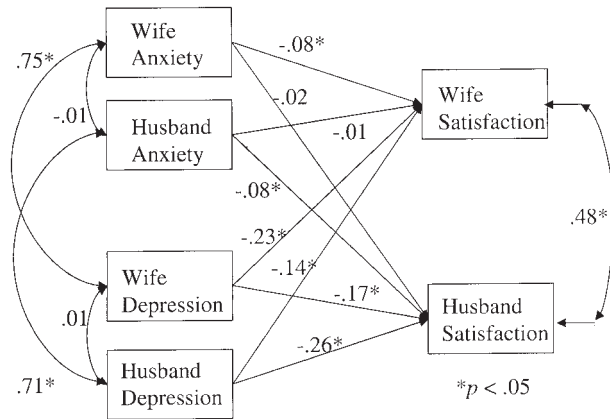 Wife
Anxiety
.75*
-.01
Husband
Anxiety
-.08*
-.02
-.01
-.08*
Wife
Satisfaction
.48*
-.23*
-.14*
Wife
Depression
-.17*
.01
Husband
Satisfaction
-.26*
Husband
Depression
.71*
*p < .05